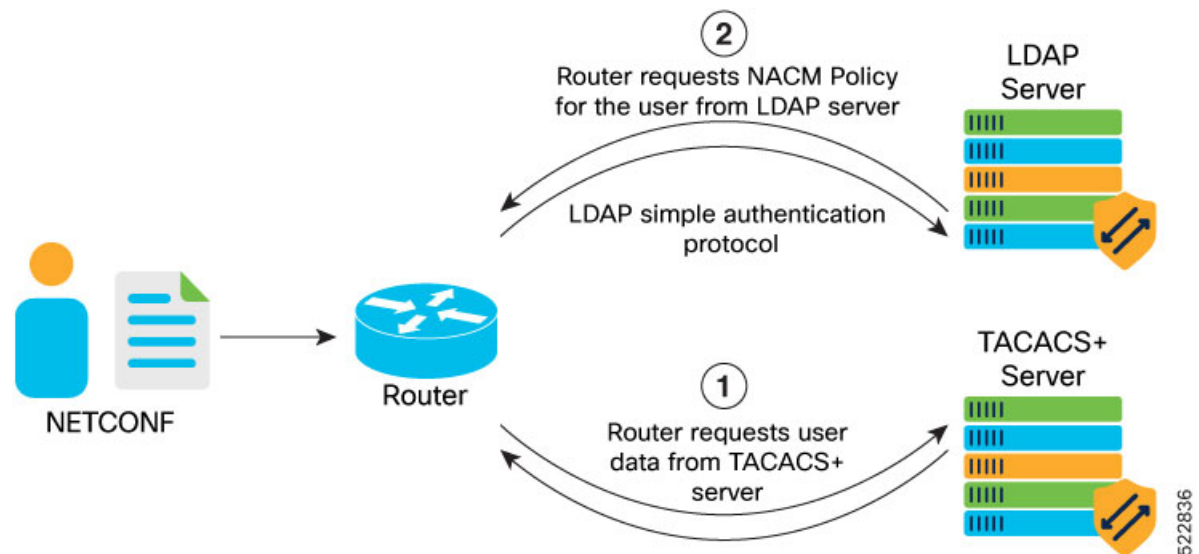 2
Router requests NACM Policy
for the user from LDAP server
LDAP
Server
LDAP simple authentication
protocol
NETCONF
Router
1
Router requests user
data from TACACS+
server
TACACS+
Server
522836